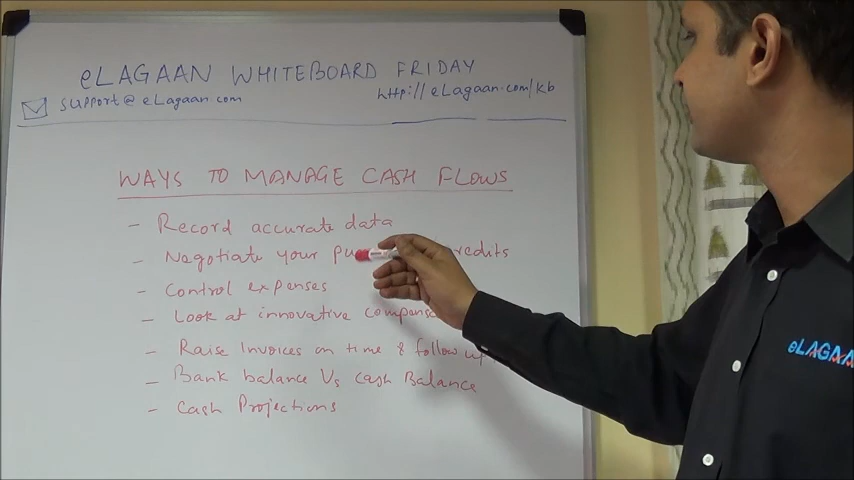 eLAGAAN WHITEBOARD FRIDAY
support@eLagaan.com
http://eLagaan.com/kb
WAYS TO MANAGE CASH FLOWS
- Record accurate data
- Negotiate your credits
- Control expenses
- Look at innovative
- Raise Invoices on time & follow up
- Bank balance Vs Cash Balance
- Cash Projections
eLAGAA